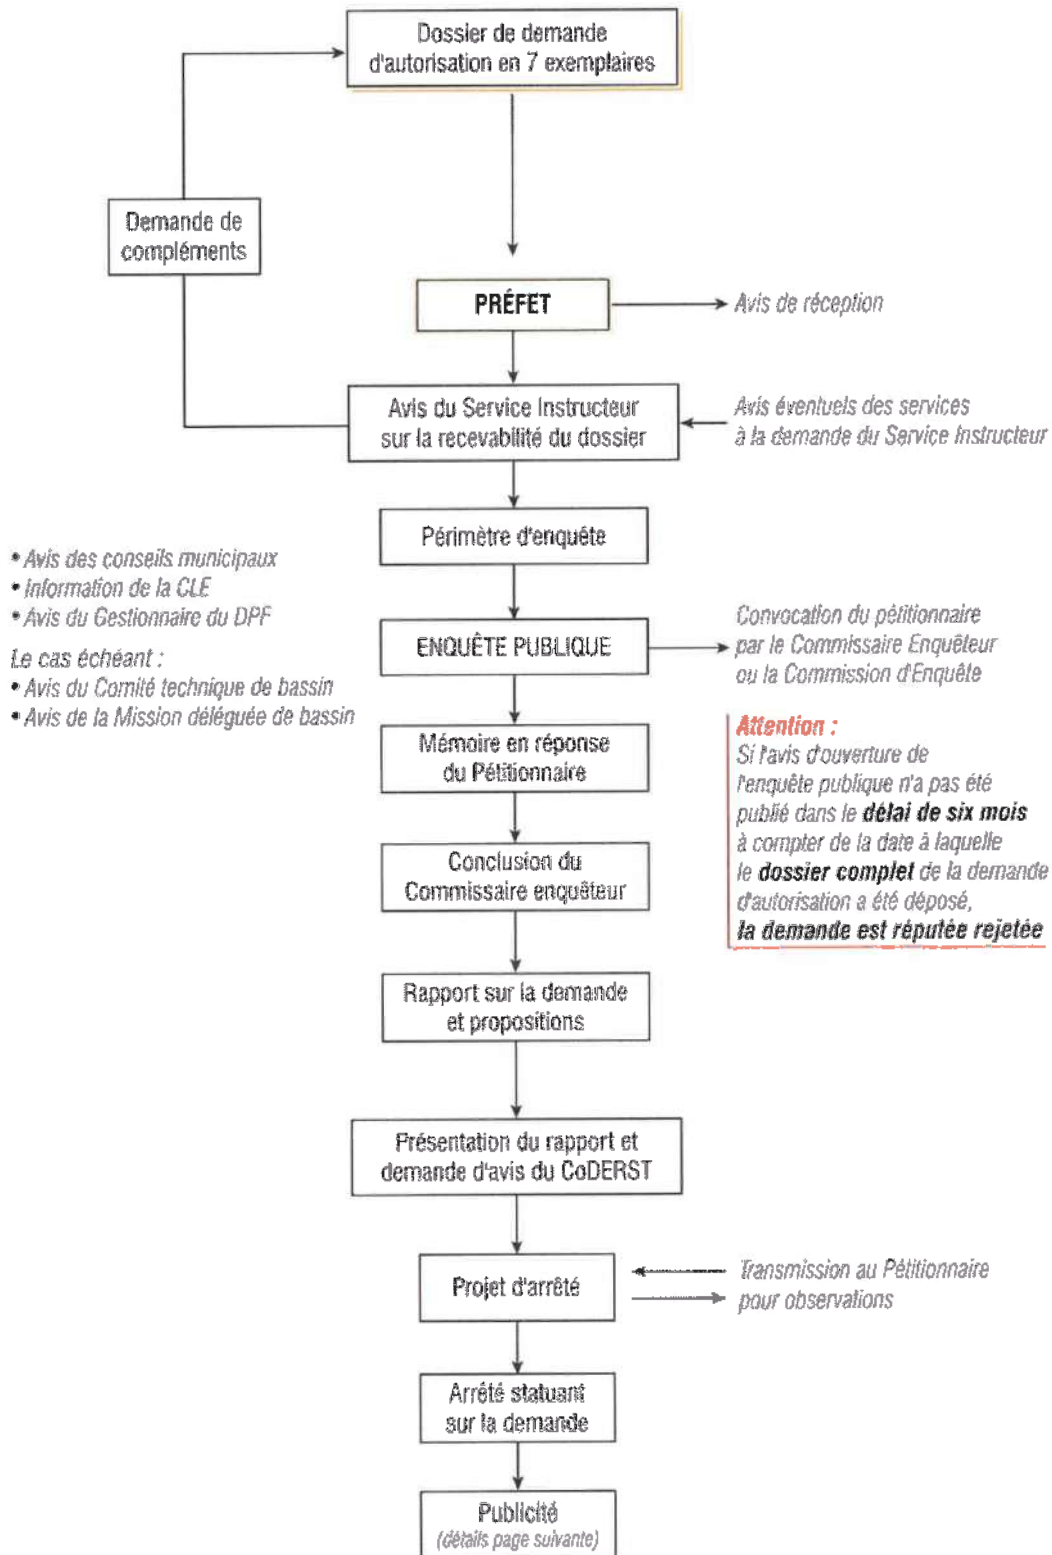 Dossier de demande
d'autorisation en 7 exemplaires
Demande de
compléments
PRÉFET
Avis de réception
Avis du Service Instructeur
sur la recevabilité du dossier
Avis éventuels des services
à la demande du Service Instructeur
Périmètre d'enquête
• Avis des conseils municipaux
• Information de la CLE
• Avis du Gestionnaire du DPF
Le cas échéant :
• Avis du Comité technique de bassin
• Avis de la Mission déléguée de bassin
ENQUÊTE PUBLIQUE
Convocation du pétitionnaire
par le Commissaire Enquêteur
ou la Commission d'Enquête
Mémoire en réponse
du Pétitionnaire
Attention :
Si l'avis d'ouverture de
l'enquête publique n'a pas été
publié dans le délai de six mois
à compter de la date à laquelle
le dossier complet de la demande
d'autorisation a été déposé,
la demande est réputée rejetée
Conclusion du
Commissaire enquêteur
Rapport sur la demande
et propositions
Présentation du rapport et
demande d'avis du CoDERST
Projet d'arrêté
Transmission au Pétitionnaire
pour observations
Arrêté statuant
sur la demande
Publicité
(détails page suivante)